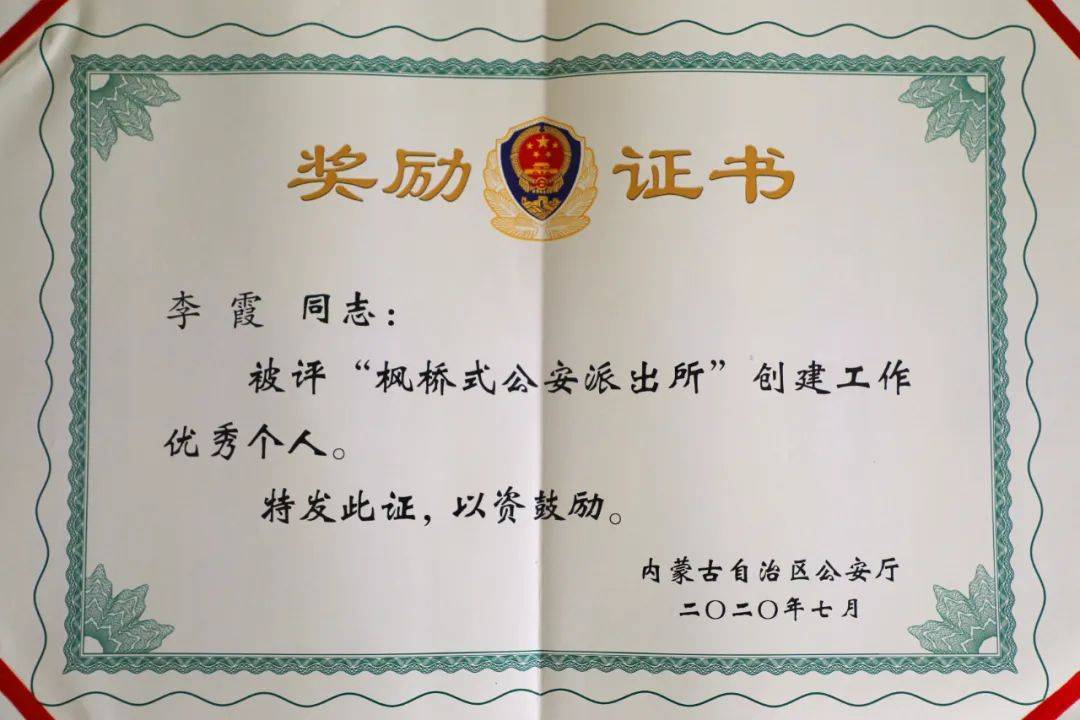 奖励证书
李霞 同志：
被评“枫桥式公安派出所”创建工作
优秀个人。
特发此证，以资鼓励。
内蒙古自治区公安厅
二〇二〇年七月